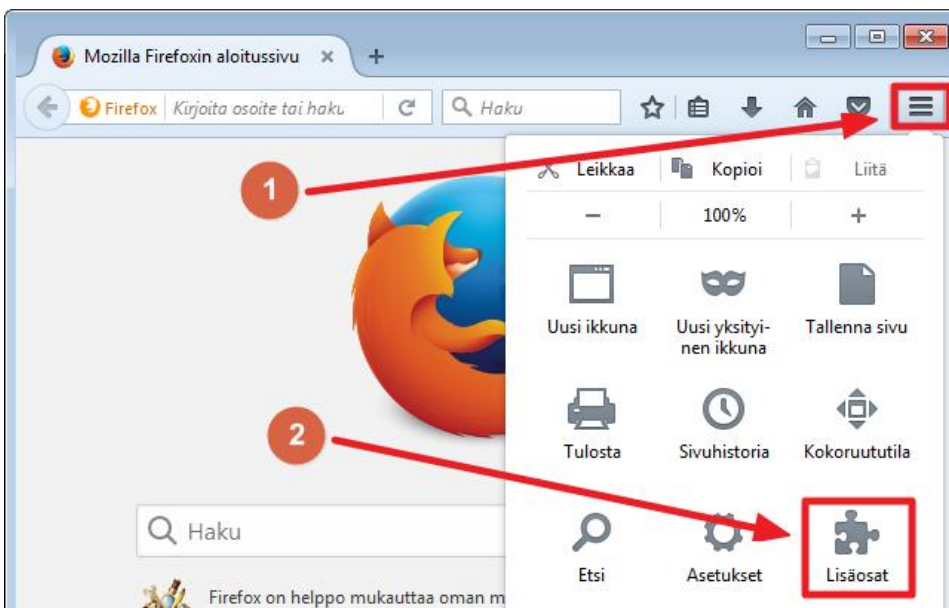 Mozilla Firefoxin aloitussivu
Firefox Kirjoita osoite tai haku
Haku
1
Leikkaa Kopioi Liitä
100%
Uusi ikkuna Uusi yksityi-
nen ikkuna Tallenna sivu
2
Tulosta Sivuhistoria Kokoruututila
Haku
Etsi Asetukset Lisäosat
Firefox on helppo mukauttaa oman m